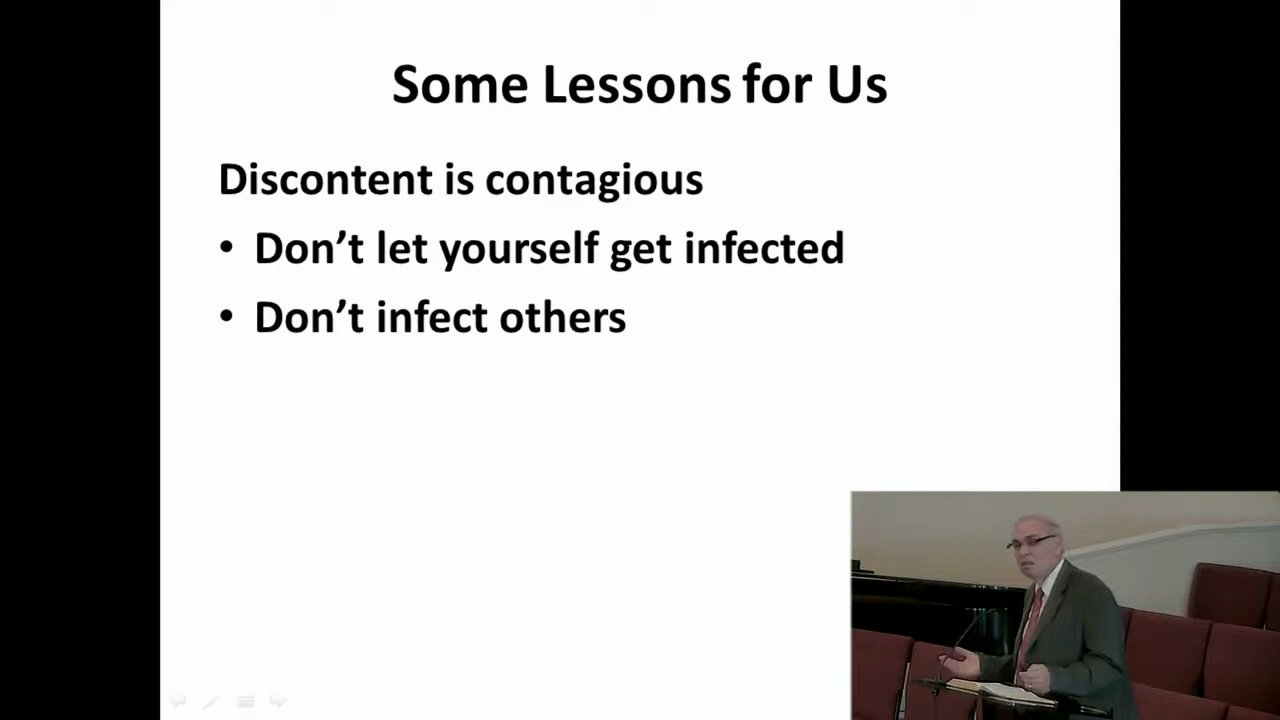 Some Lessons for Us
Discontent is contagious
• Don’t let yourself get infected
• Don’t infect others